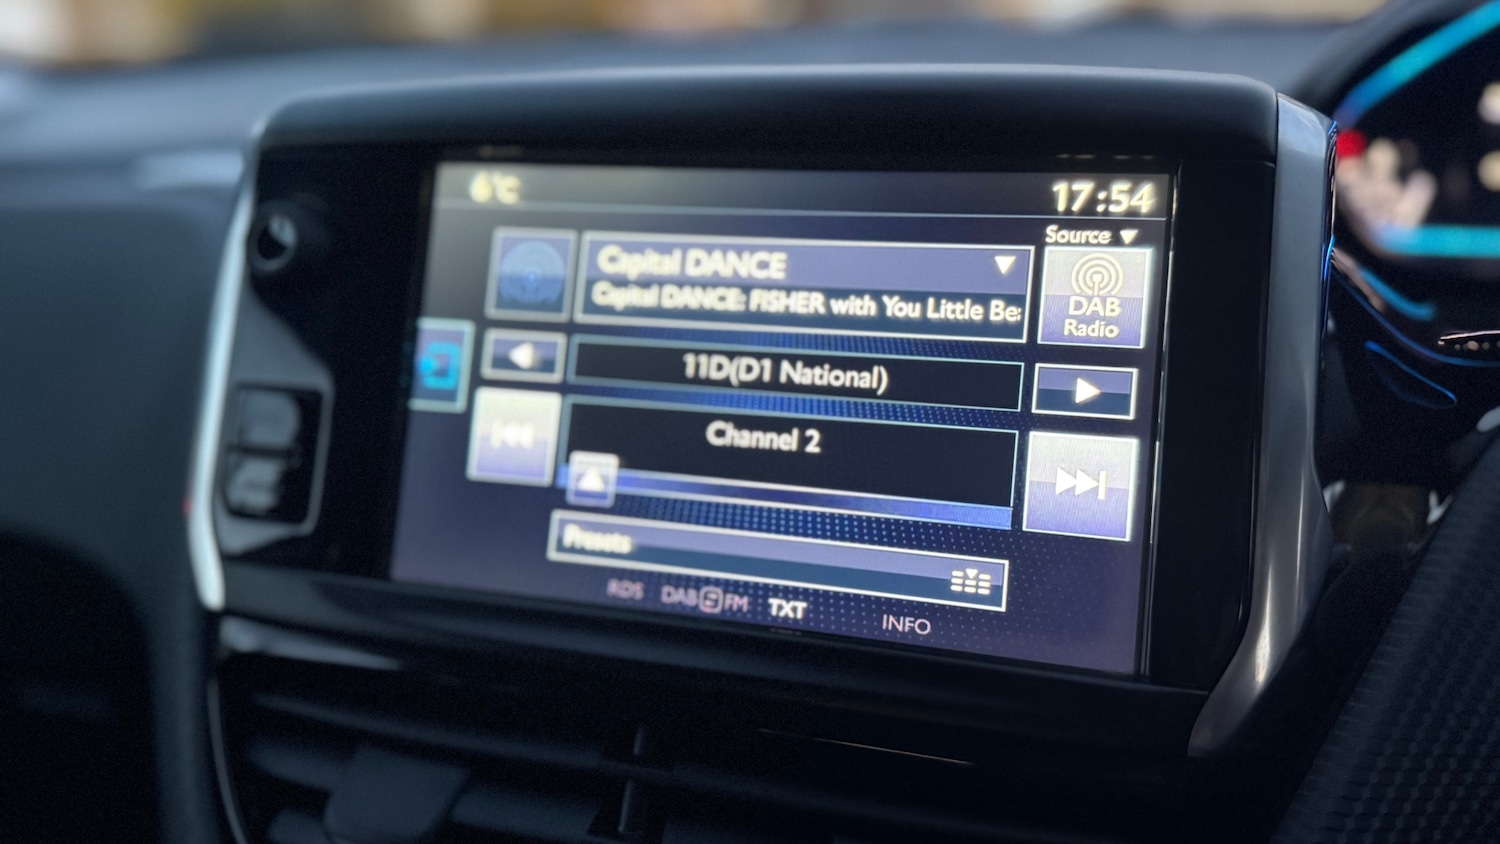 6°C
17:54
Source
Capital DANCE
Capital DANCE: FISHER with You Little Be
DAB
Radio
11D(D1 National)
Channel 2
Presets
RDS DAB FM TXT INFO